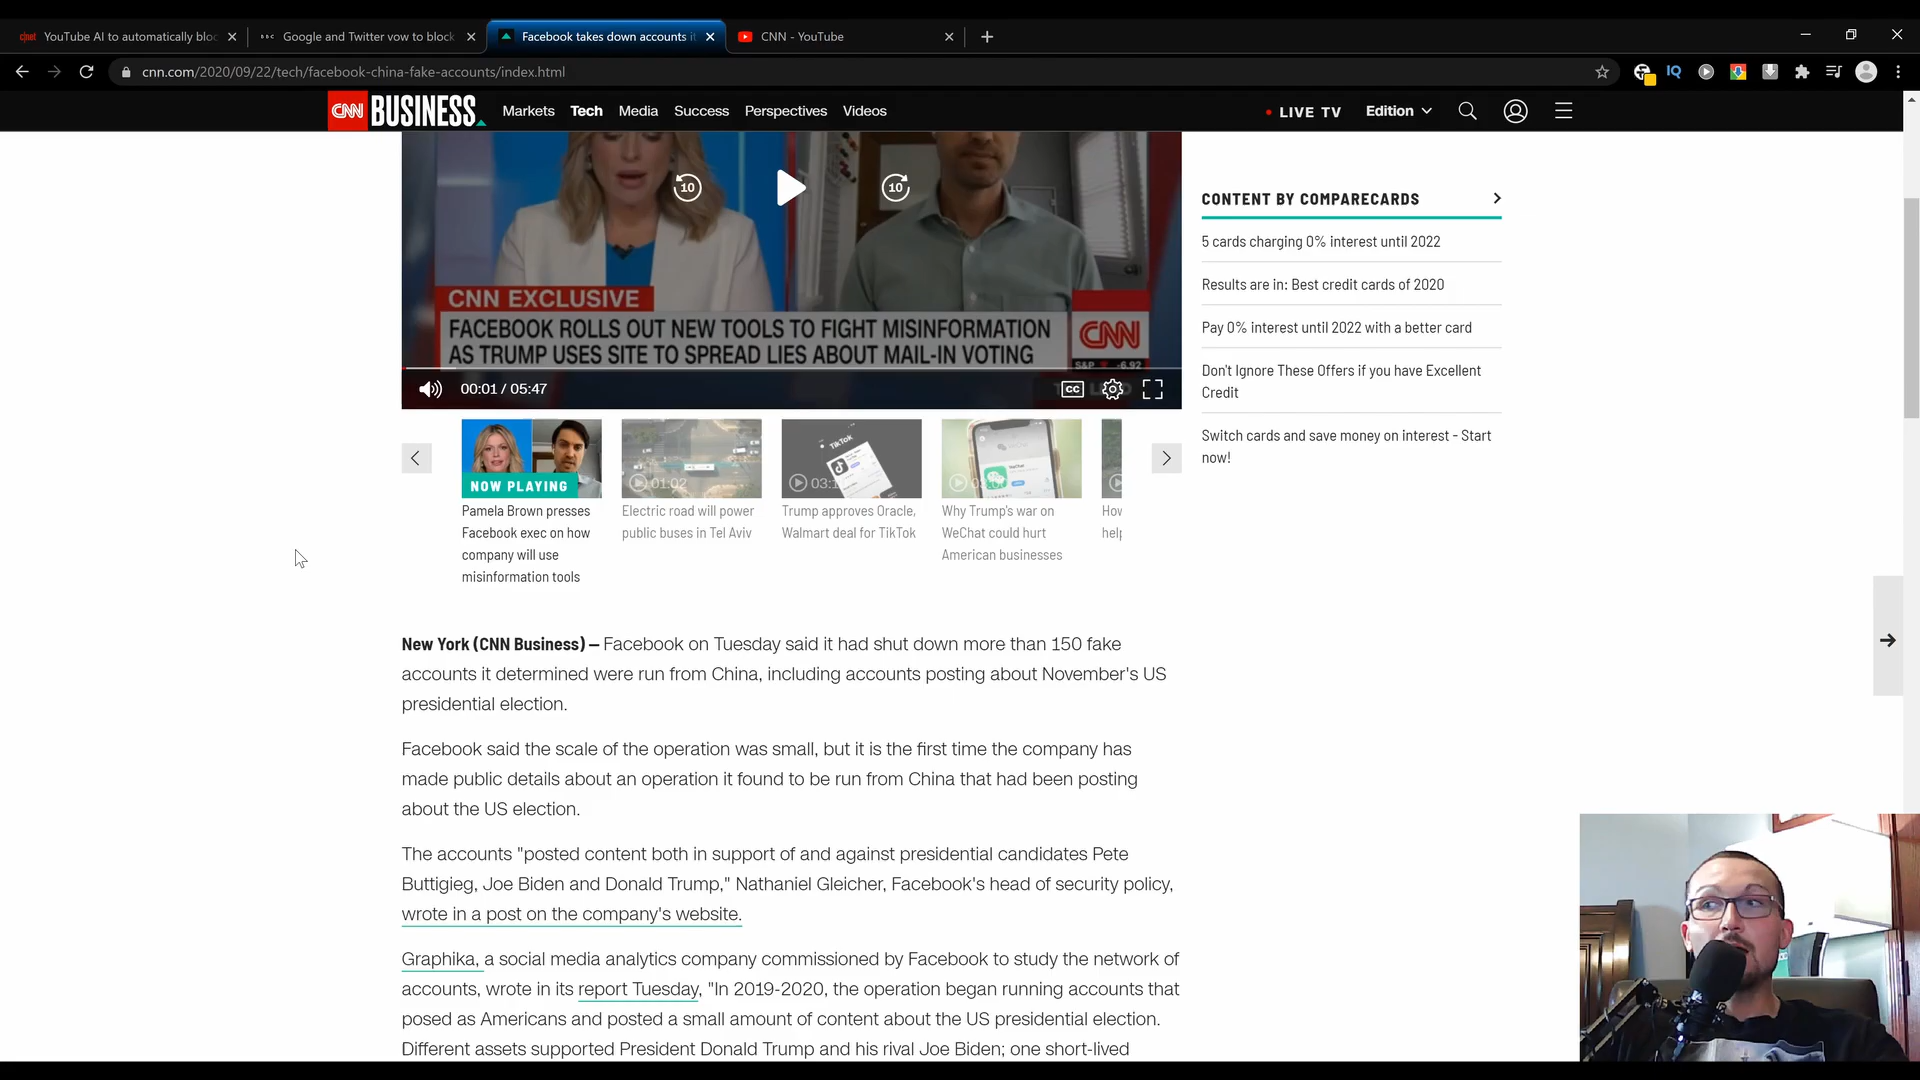 cnet YouTube AI to automatically bloc
BBC Google and Twitter vow to block
Facebook takes down accounts it
CNN - YouTube
cnn.com/2020/09/22/tech/facebook-china-fake-accounts/index.html
IQ
CNN BUSINESS
Markets Tech Media Success Perspectives Videos
LIVE TV Edition
10 10
CNN EXCLUSIVE
FACEBOOK ROLLS OUT NEW TOOLS TO FIGHT MISINFORMATION
AS TRUMP USES SITE TO SPREAD LIES ABOUT MAIL-IN VOTING
CNN
S&P -6.92
00:01 / 05:47
CC
NOW PLAYING
Pamela Brown presses
Facebook exec on how
company will use
misinformation tools
01:02
Electric road will power
public buses in Tel Aviv
TikTok
Trump approves Oracle,
Walmart deal for TikTok
WeChat
Why Trump's war on
WeChat could hurt
American businesses
How
help
CONTENT BY COMPARECARDS
5 cards charging 0% interest until 2022
Results are in: Best credit cards of 2020
Pay 0% interest until 2022 with a better card
Don't Ignore These Offers if you have Excellent
Credit
Switch cards and save money on interest - Start
now!
New York (CNN Business) — Facebook on Tuesday said it had shut down more than 150 fake
accounts it determined were run from China, including accounts posting about November's US
presidential election.
Facebook said the scale of the operation was small, but it is the first time the company has
made public details about an operation it found to be run from China that had been posting
about the US election.
The accounts "posted content both in support of and against presidential candidates Pete
Buttigieg, Joe Biden and Donald Trump," Nathaniel Gleicher, Facebook's head of security policy,
wrote in a post on the company's website.
Graphika, a social media analytics company commissioned by Facebook to study the network of
accounts, wrote in its report Tuesday, "In 2019-2020, the operation began running accounts that
posed as Americans and posted a small amount of content about the US presidential election.
Different assets supported President Donald Trump and his rival Joe Biden; one short-lived